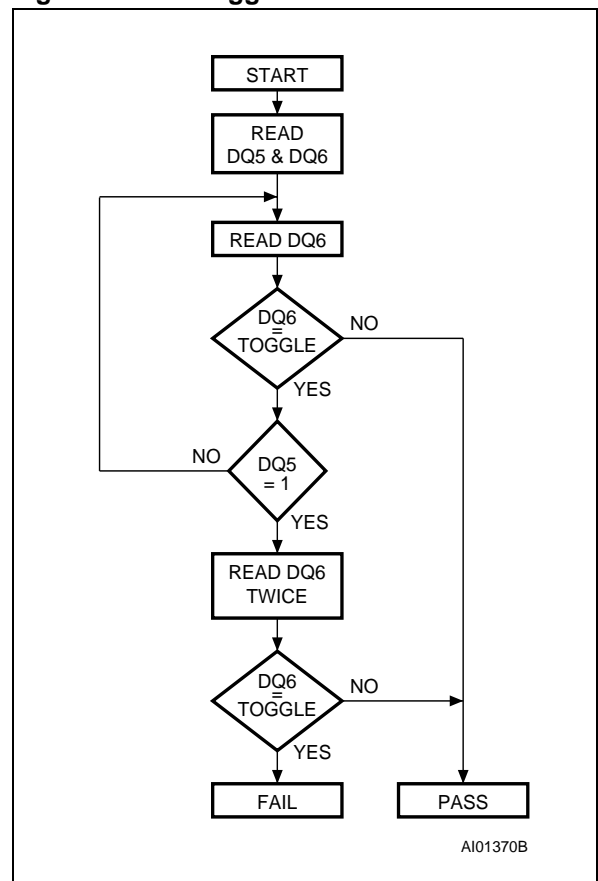 START
READ
DQ5 & DQ6
READ DQ6
DQ6
=
TOGGLE
NO
YES
NO
DQ5
= 1
YES
READ DQ6
TWICE
DQ6
=
TOGGLE
NO
YES
FAIL
PASS
AI01370B